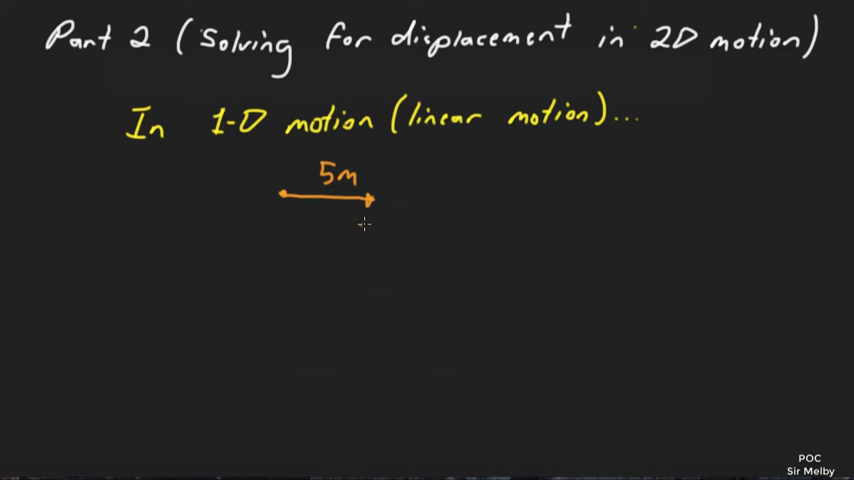 Part 2 (Solving for displacement in 2D motion)
In 1-D motion (linear motion)...
5m
POC
Sir Melby